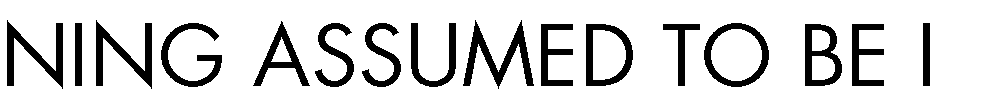 NING ASSUMED TO BE I